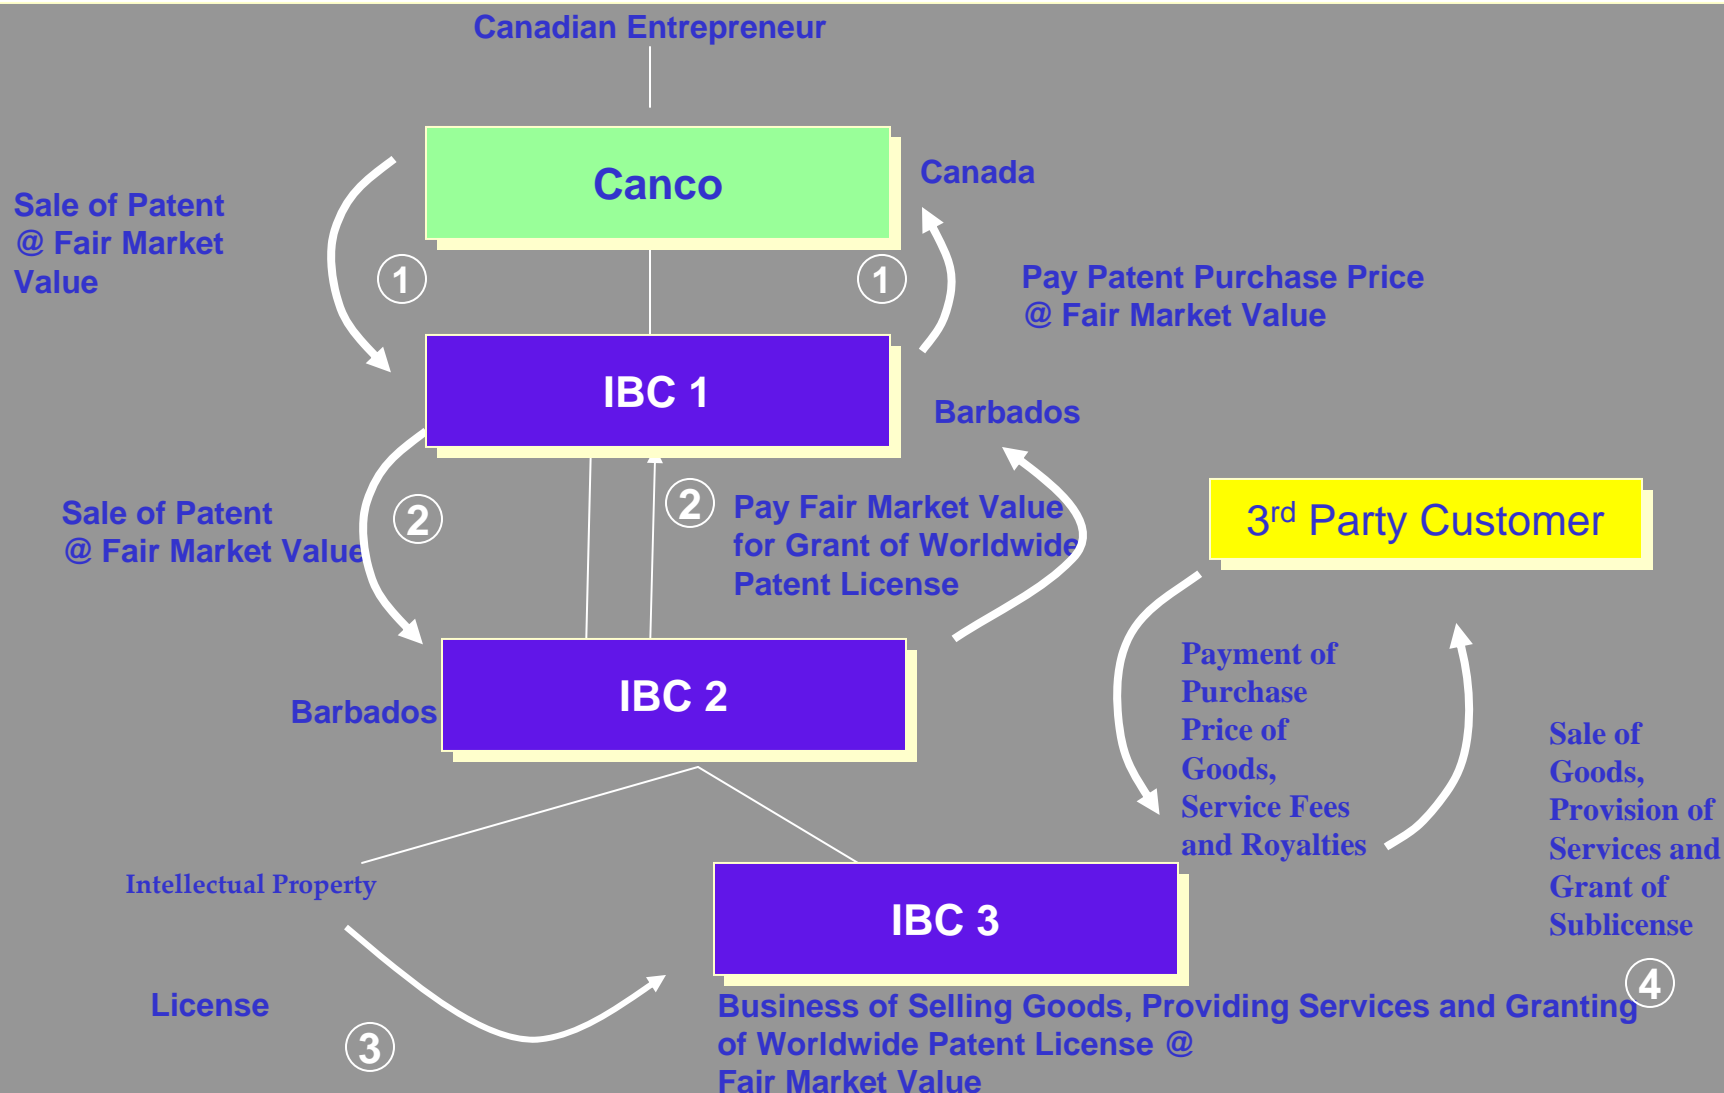 Canadian Entrepreneur
Canco
Canada
Sale of Patent
@ Fair Market
Value
1
1
Pay Patent Purchase Price
@ Fair Market Value
IBC 1
Barbados
Sale of Patent
@ Fair Market Value
2
2
Pay Fair Market Value
for Grant of Worldwide
Patent License
3rd Party Customer
IBC 2
Barbados
Payment of
Purchase
Price of
Goods,
Service Fees
and Royalties
Sale of
Goods,
Provision of
Services and
Grant of
Sublicense
4
Intellectual Property
License
3
IBC 3
Business of Selling Goods, Providing Services and Granting
of Worldwide Patent License @
Fair Market Value